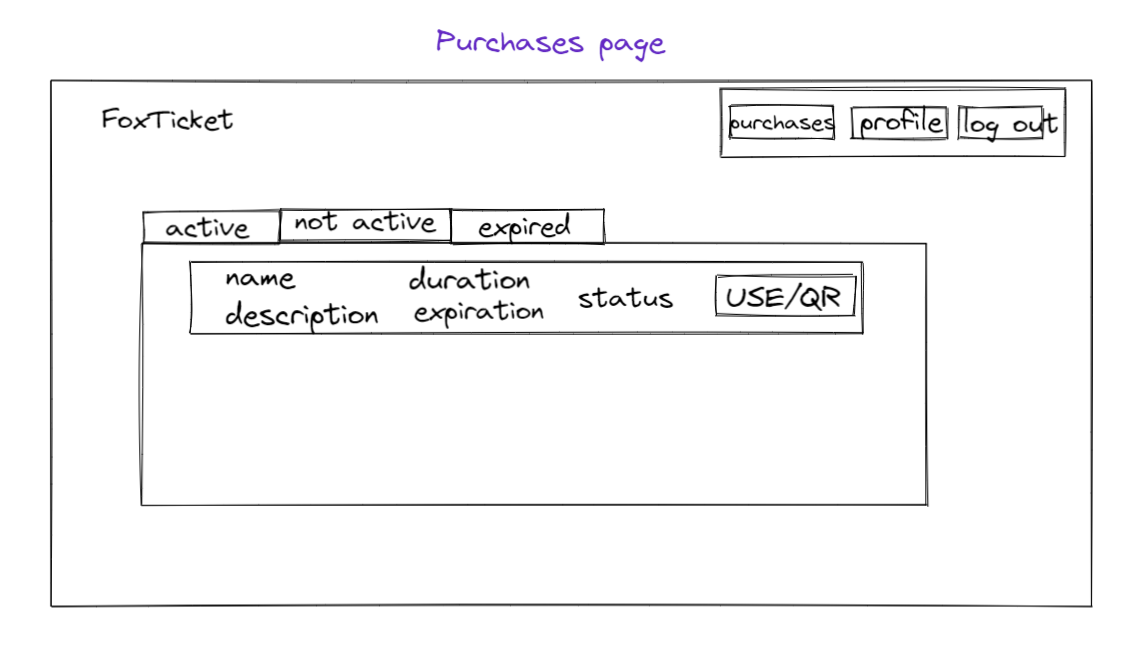 Purchases page
FoxTicket
purchases profile log out
active not active expired
name duration
status USE/QR
description expiration